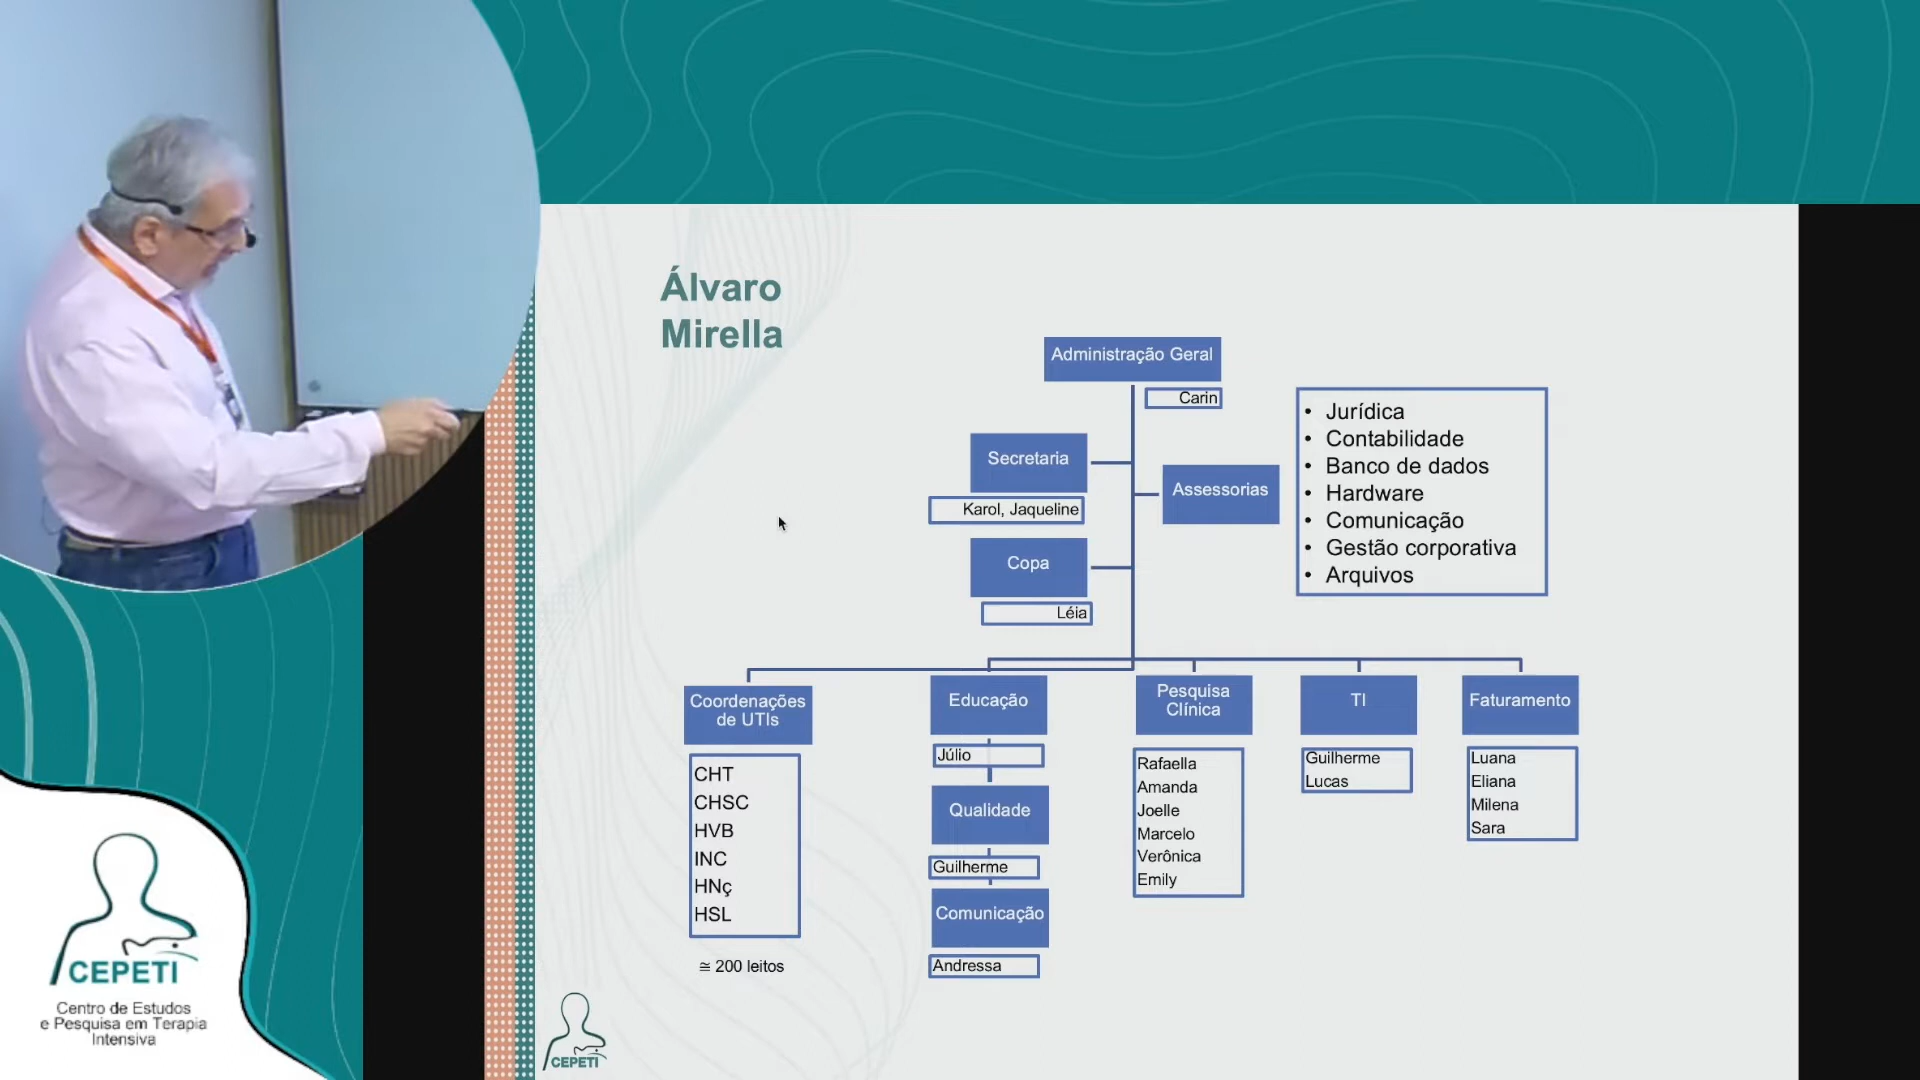 Álvaro
Mirella
Administração Geral
Carin
Secretaria
Karol, Jaqueline
Copa
Léia
Assessorias
• Jurídica
• Contabilidade
• Banco de dados
• Hardware
• Comunicação
• Gestão corporativa
• Arquivos
Coordenações
de UTIs
CHT
CHSC
HVB
INC
HNç
HSL
≅ 200 leitos
Educação
Júlio
Qualidade
Guilherme
Comunicação
Andressa
Pesquisa
Clínica
Rafaella
Amanda
Joelle
Marcelo
Verônica
Emily
TI
Guilherme
Lucas
Faturamento
Luana
Eliana
Milena
Sara
CEPETI
Centro de Estudos
e Pesquisa em Terapia
Intensiva
CEPETI